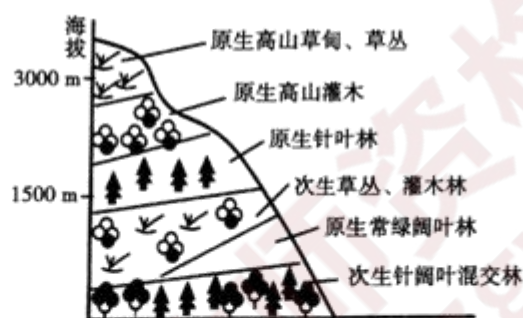 海拔
原生高山草甸、草丛
3000 m
原生高山灌木
原生针叶林
1500 m
次生草丛、灌木林
原生常绿阔叶林
次生针阔叶混交林